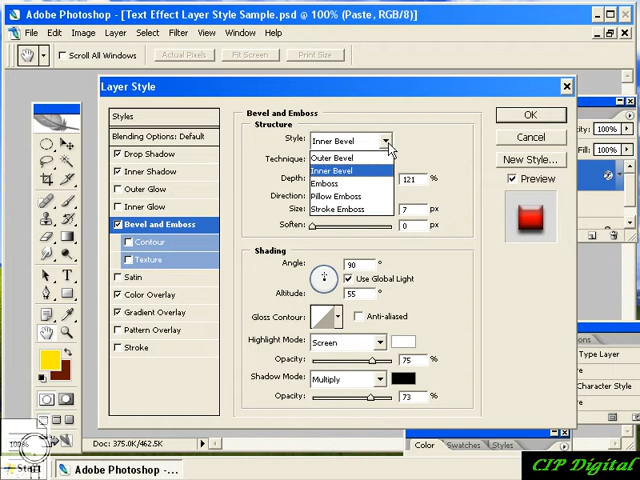 Adobe Photoshop - [Text Effect Layer Style Sample.psd @ 100% (Paste, RGB/8)]
File Edit Image Layer Select Filter View Window Help
Scroll All Windows Actual Pixels Fit Screen Print Size
Layer Style
Styles
Blending Options: Default
Drop Shadow
Inner Shadow
Outer Glow
Inner Glow
Bevel and Emboss
Contour
Texture
Satin
Color Overlay
Gradient Overlay
Pattern Overlay
Stroke
Bevel and Emboss
Structure
Style: Inner Bevel
Outer Bevel
Inner Bevel
Emboss
Pillow Emboss
Stroke Emboss
Technique:
Depth: 121 %
Direction:
Size: 7 px
Soften: 0 px
Shading
Angle: 90 °
Use Global Light
Altitude: 55 °
Gloss Contour: Anti-aliased
Highlight Mode: Screen
Opacity: 75 %
Shadow Mode: Multiply
Opacity: 73 %
OK
Cancel
New Style...
Preview
100%
100%
Type Layer
Character Style
100%
Doc: 375.0K/462.5K
Color Swatches Styles
Start
Adobe Photoshop - ...
CIP Digital